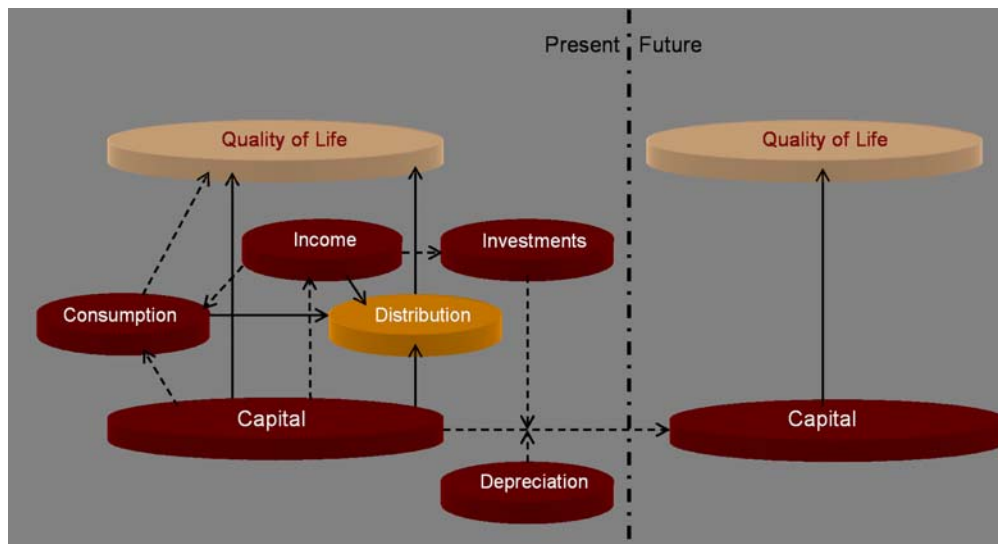 Present Future
Quality of Life
Quality of Life
Income
Investments
Consumption
Distribution
Capital
Capital
Depreciation